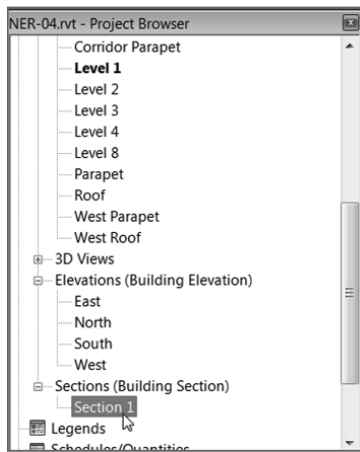 NER-04.rvt - Project Browser
Corridor Parapet
Level 1
Level 2
Level 3
Level 4
Level 8
Parapet
Roof
West Parapet
West Roof
3D Views
Elevations (Building Elevation)
East
North
South
West
Sections (Building Section)
Section 1
Legends
Schedules/Quantities